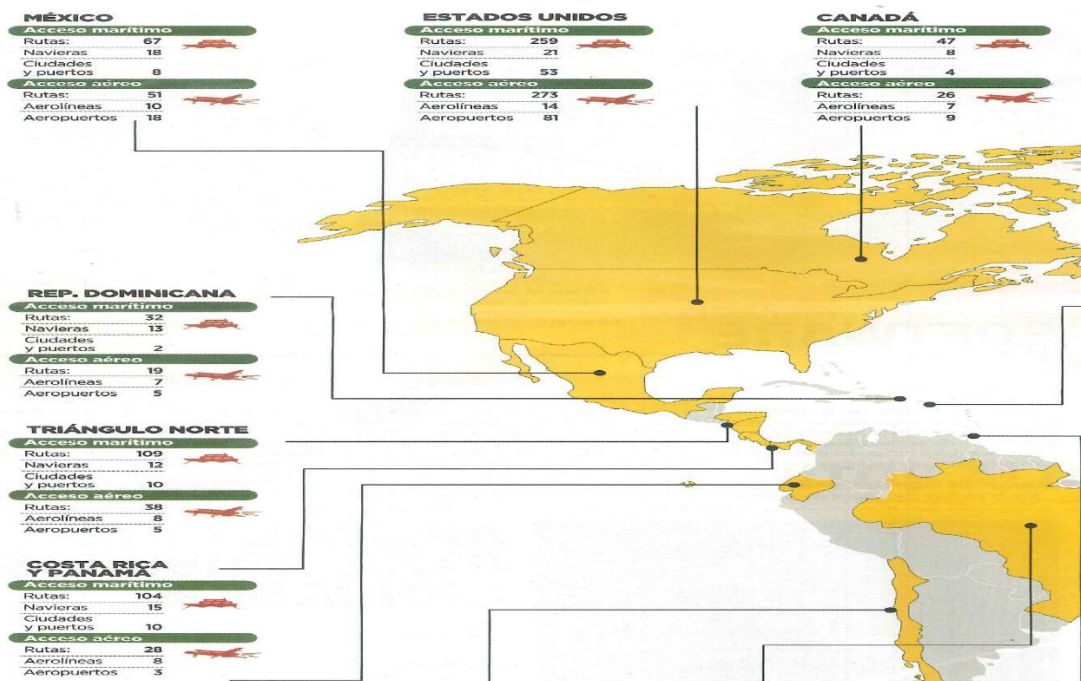 MÉXICO
Acceso marítimo
Rutas: 67
Navieras 18
Ciudades
y puertos 8
Acceso aéreo
Rutas: 51
Aerolíneas 10
Aeropuertos 18
ESTADOS UNIDOS
Acceso marítimo
Rutas: 259
Navieras 21
Ciudades
y puertos 53
Acceso aéreo
Rutas: 273
Aerolíneas 14
Aeropuertos 81
CANADÁ
Acceso marítimo
Rutas: 47
Navieras 8
Ciudades
y puertos 4
Acceso aéreo
Rutas: 26
Aerolíneas 7
Aeropuertos 9
REP. DOMINICANA
Acceso marítimo
Rutas: 32
Navieras 13
Ciudades
y puertos 2
Acceso aéreo
Rutas: 19
Aerolíneas 7
Aeropuertos 5
TRIÁNGULO NORTE
Acceso marítimo
Rutas: 109
Navieras 12
Ciudades
y puertos 10
Acceso aéreo
Rutas: 38
Aerolíneas 8
Aeropuertos 5
COSTA RICA
Y PANAMÁ
Acceso marítimo
Rutas: 104
Navieras 15
Ciudades
y puertos 10
Acceso aéreo
Rutas: 28
Aerolíneas 8
Aeropuertos 3